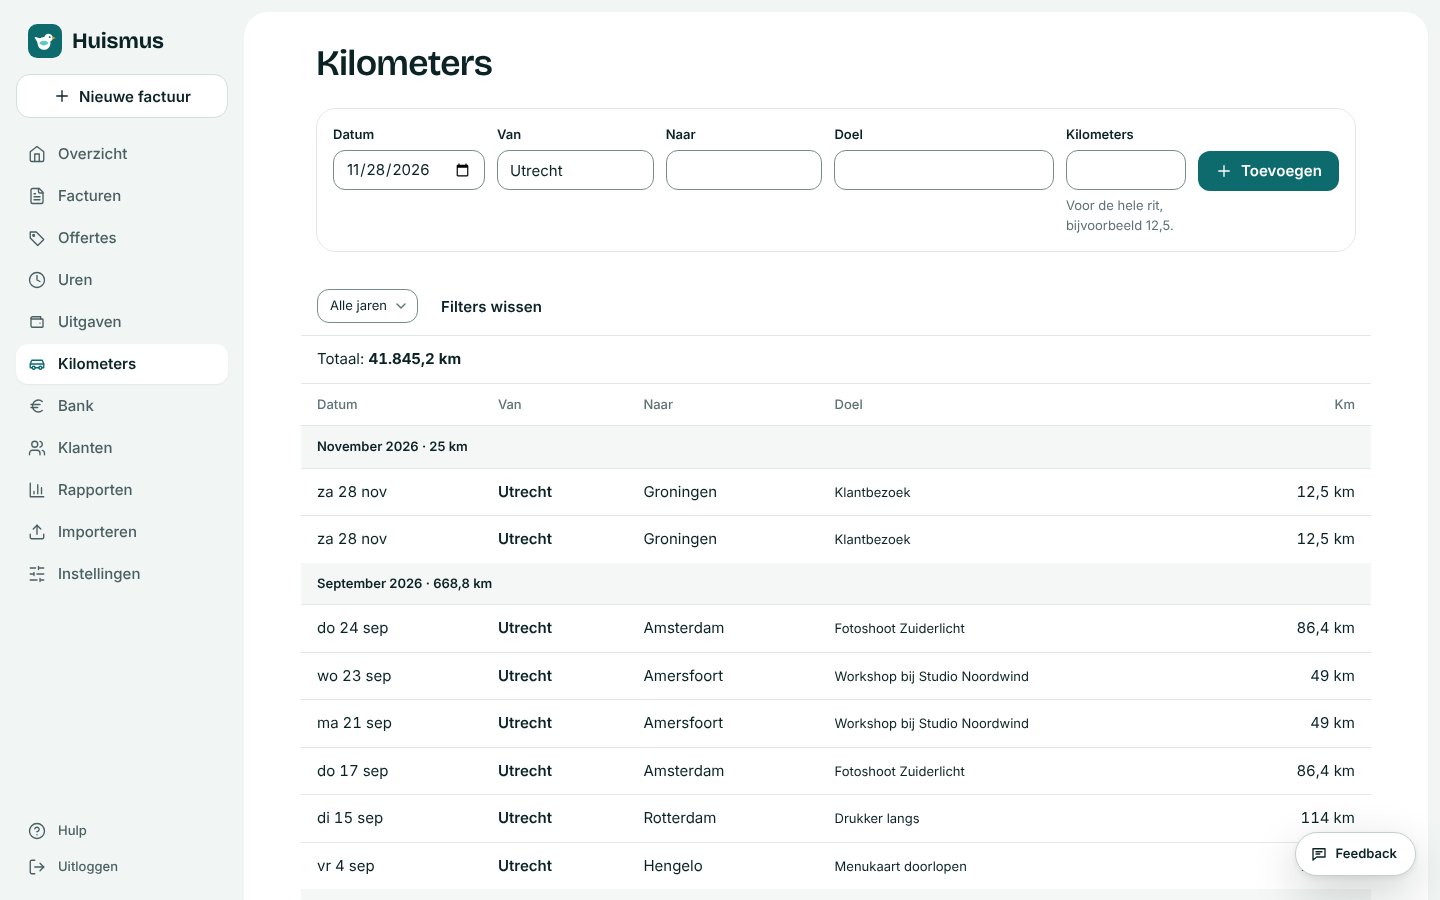 Huismus
Nieuwe factuur
Overzicht
Facturen
Offertes
Uren
Uitgaven
Kilometers
Bank
Klanten
Rapporten
Importeren
Instellingen
Hulp
Uitloggen
Kilometers
Datum Van Naar Doel Kilometers
11/28/2026 Utrecht Toevoegen
Voor de hele rit,
bijvoorbeeld 12,5.
Alle jaren Filters wissen
Totaal: 41.845,2 km
Datum Van Naar Doel Km
November 2026 · 25 km
za 28 nov Utrecht Groningen Klantbezoek 12,5 km
za 28 nov Utrecht Groningen Klantbezoek 12,5 km
September 2026 · 668,8 km
do 24 sep Utrecht Amsterdam Fotoshoot Zuiderlicht 86,4 km
wo 23 sep Utrecht Amersfoort Workshop bij Studio Noordwind 49 km
ma 21 sep Utrecht Amersfoort Workshop bij Studio Noordwind 49 km
do 17 sep Utrecht Amsterdam Fotoshoot Zuiderlicht 86,4 km
di 15 sep Utrecht Rotterdam Drukker langs 114 km
vr 4 sep Utrecht Hengelo Menukaart doorlopen
Feedback